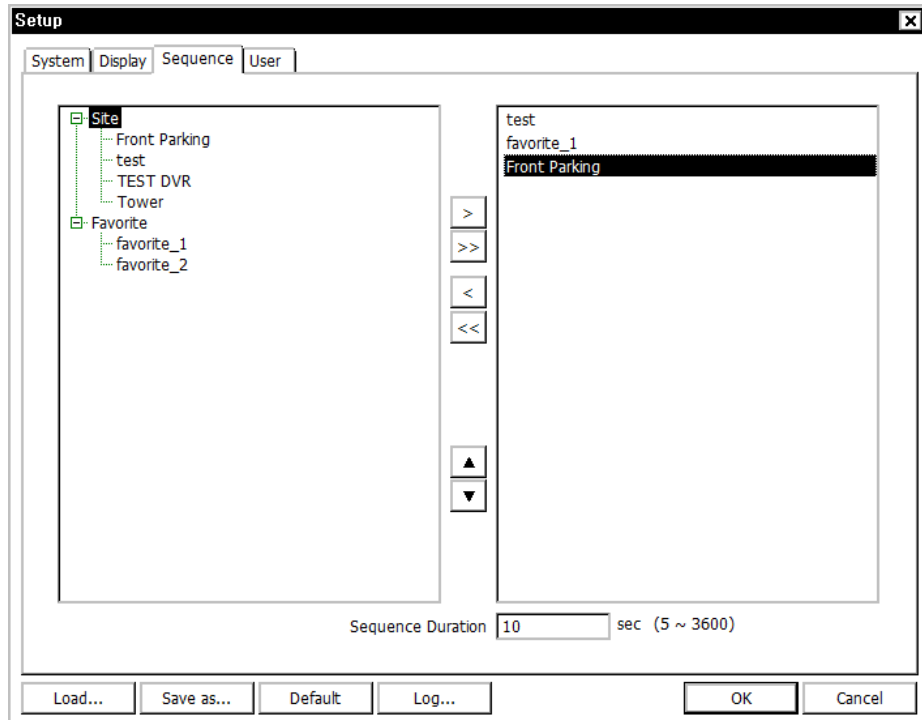 Setup
System Display Sequence User
Site
Front Parking
test
TEST DVR
Tower
Favorite
favorite_1
favorite_2
>
>>
<
<<
▲
▼
test
favorite_1
Front Parking
Sequence Duration 10 sec (5 ~ 3600)
Load... Save as... Default Log... OK Cancel